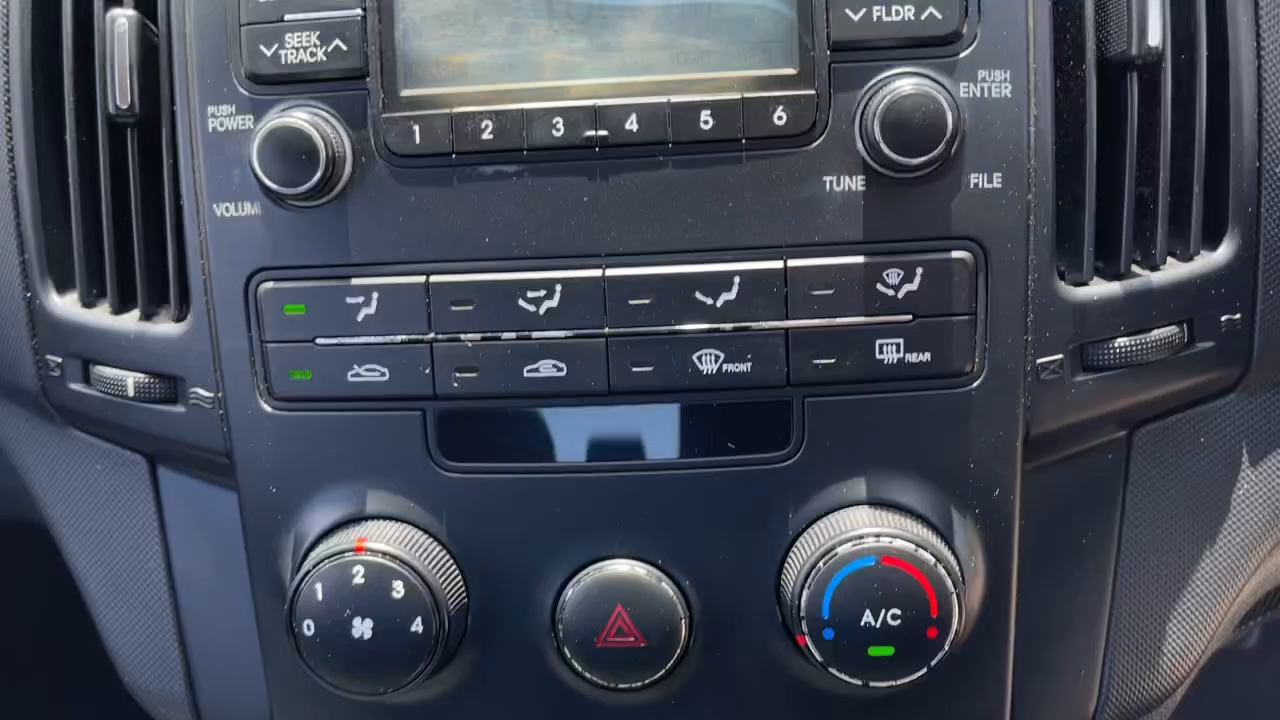 SEEK
TRACK
FLDR
PUSH
POWER
PUSH
ENTER
1 2 3 4 5 6
VOLUM
TUNE
FILE
FRONT
REAR
0 1 2 3 4
A/C